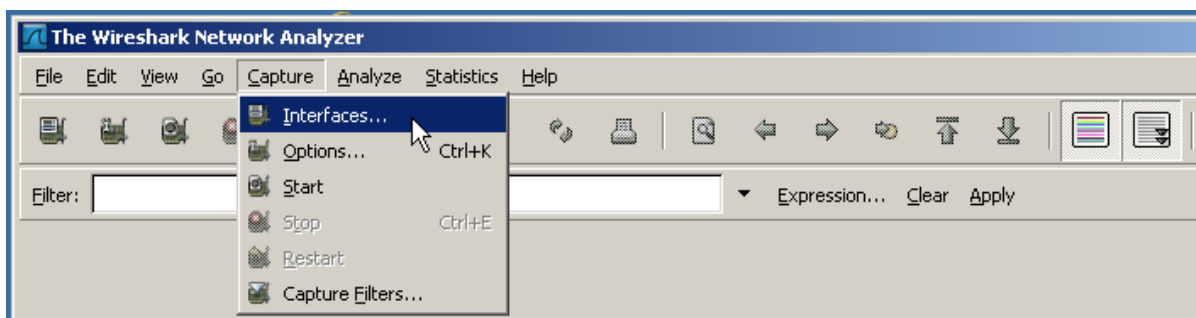 The Wireshark Network Analyzer
File Edit View Go Capture Analyze Statistics Help
Interfaces...
Options... Ctrl+K
Start
Stop Ctrl+E
Restart
Capture Filters...
Filter: Expression... Clear Apply